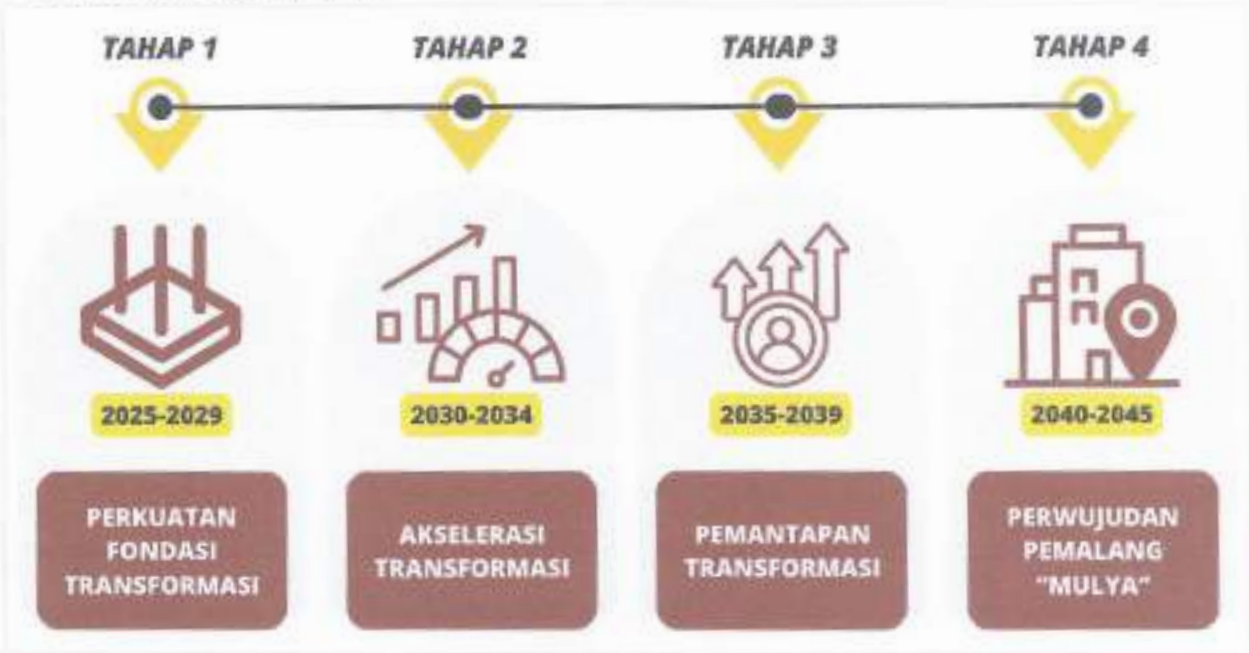 TAHAP 1
TAHAP 2
TAHAP 3
TAHAP 4
2025-2029
2030-2034
2035-2039
2040-2045
PERKUATAN
FONDASI
TRANSFORMASI
AKSELERASI
TRANSFORMASI
PEMANTAPAN
TRANSFORMASI
PERWUJUDAN
PEMALANG
"MULYA"